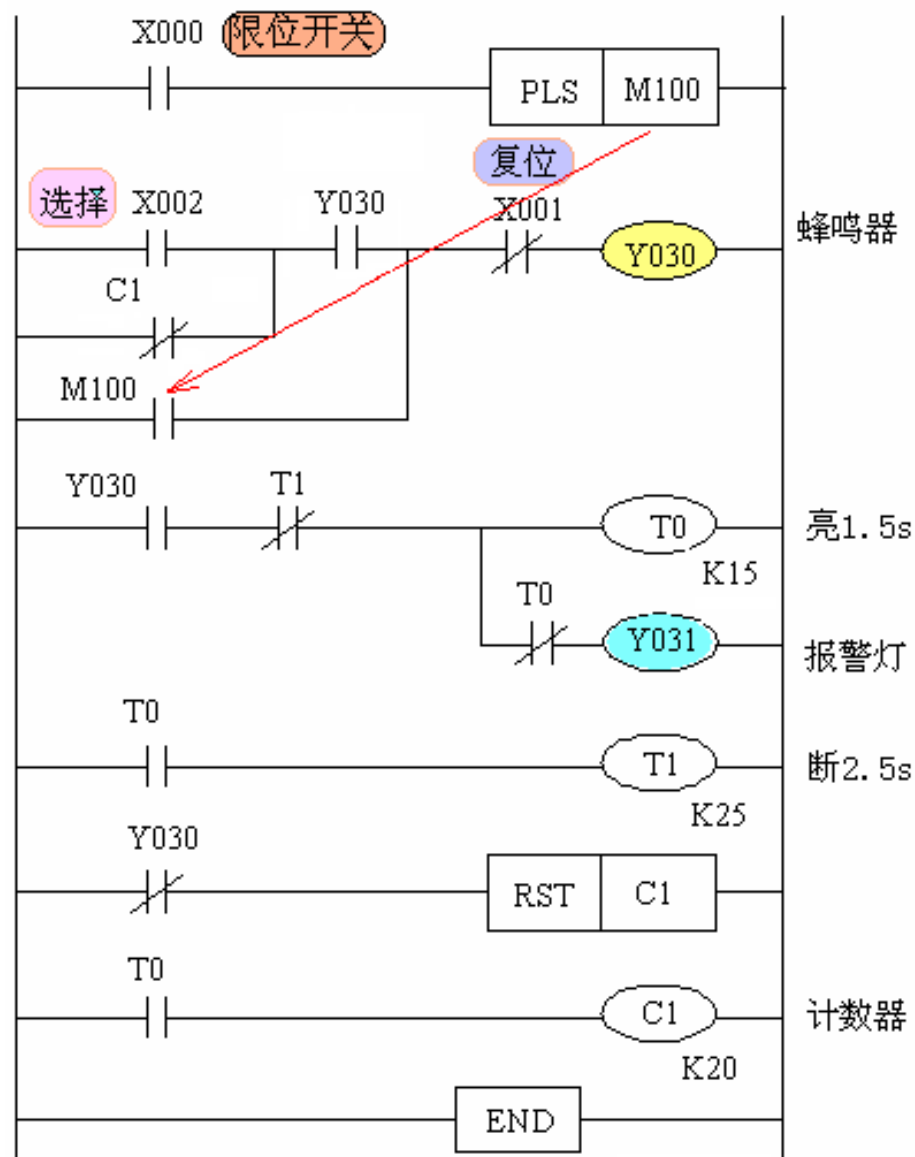 X000 限位开关
PLS M100
复位
选择 X002 Y030 X001
Y030 蜂鸣器
C1
M100
Y030 T1
T0 亮1.5s
K15
T0
Y031 报警灯
T0
T1 断2.5s
K25
Y030
RST C1
T0
C1 计数器
K20
END